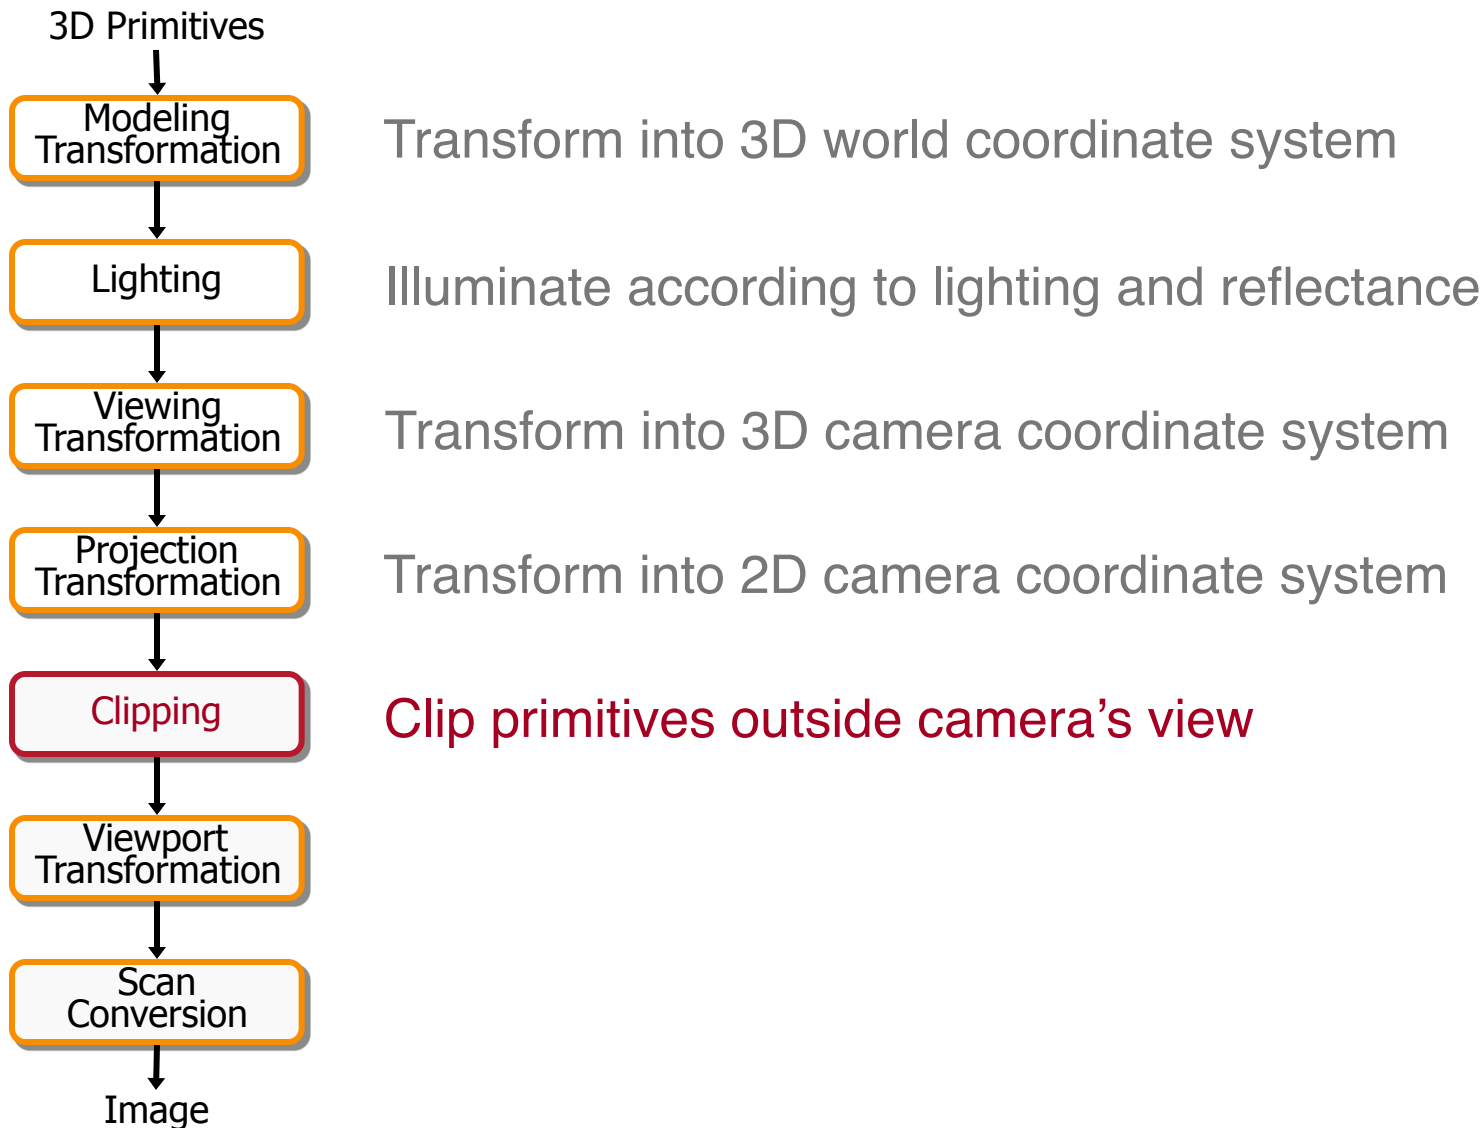 3D Primitives
Modeling
Transformation
Transform into 3D world coordinate system
Lighting
Illuminate according to lighting and reflectance
Viewing
Transformation
Transform into 3D camera coordinate system
Projection
Transformation
Transform into 2D camera coordinate system
Clipping
Clip primitives outside camera’s view
Viewport
Transformation
Scan
Conversion
Image